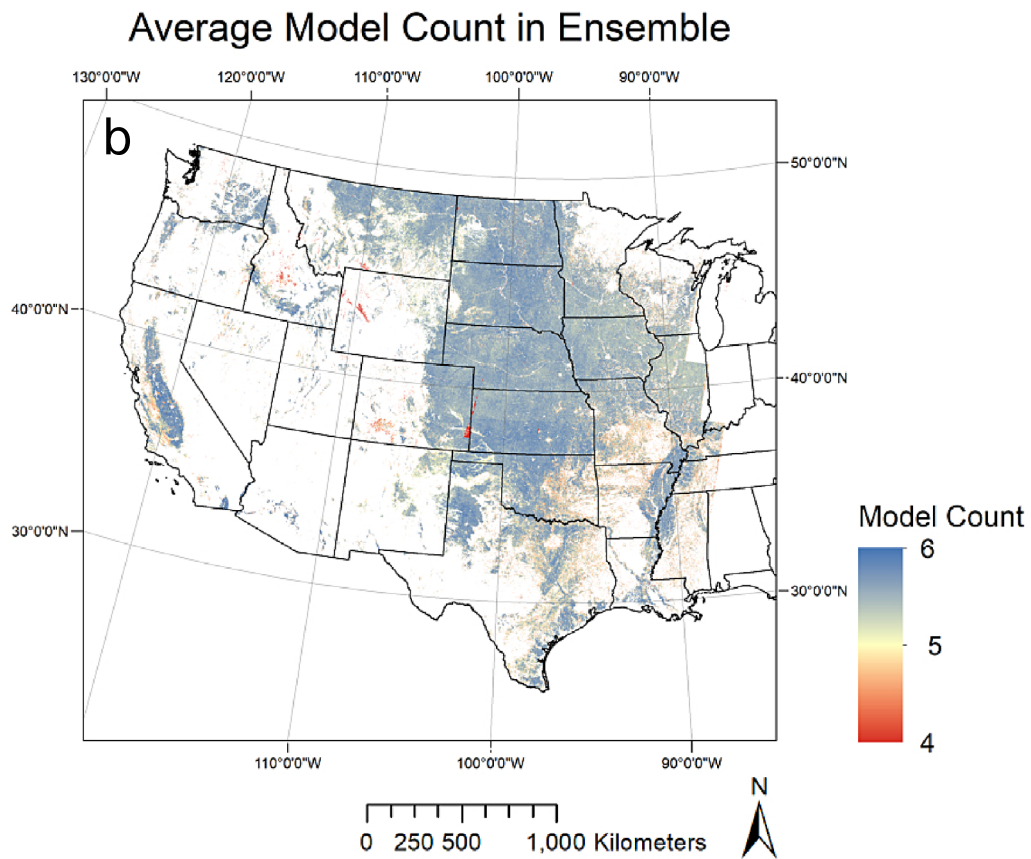 Average Model Count in Ensemble
130°0'0"W 120°0'0"W 110°0'0"W 100°0'0"W 90°0'0"W
b
50°0'0"N
40°0'0"N
40°0'0"N
30°0'0"N
Model Count
6
5
4
30°0'0"N
110°0'0"W 100°0'0"W 90°0'0"W
N
0 250 500 1,000 Kilometers